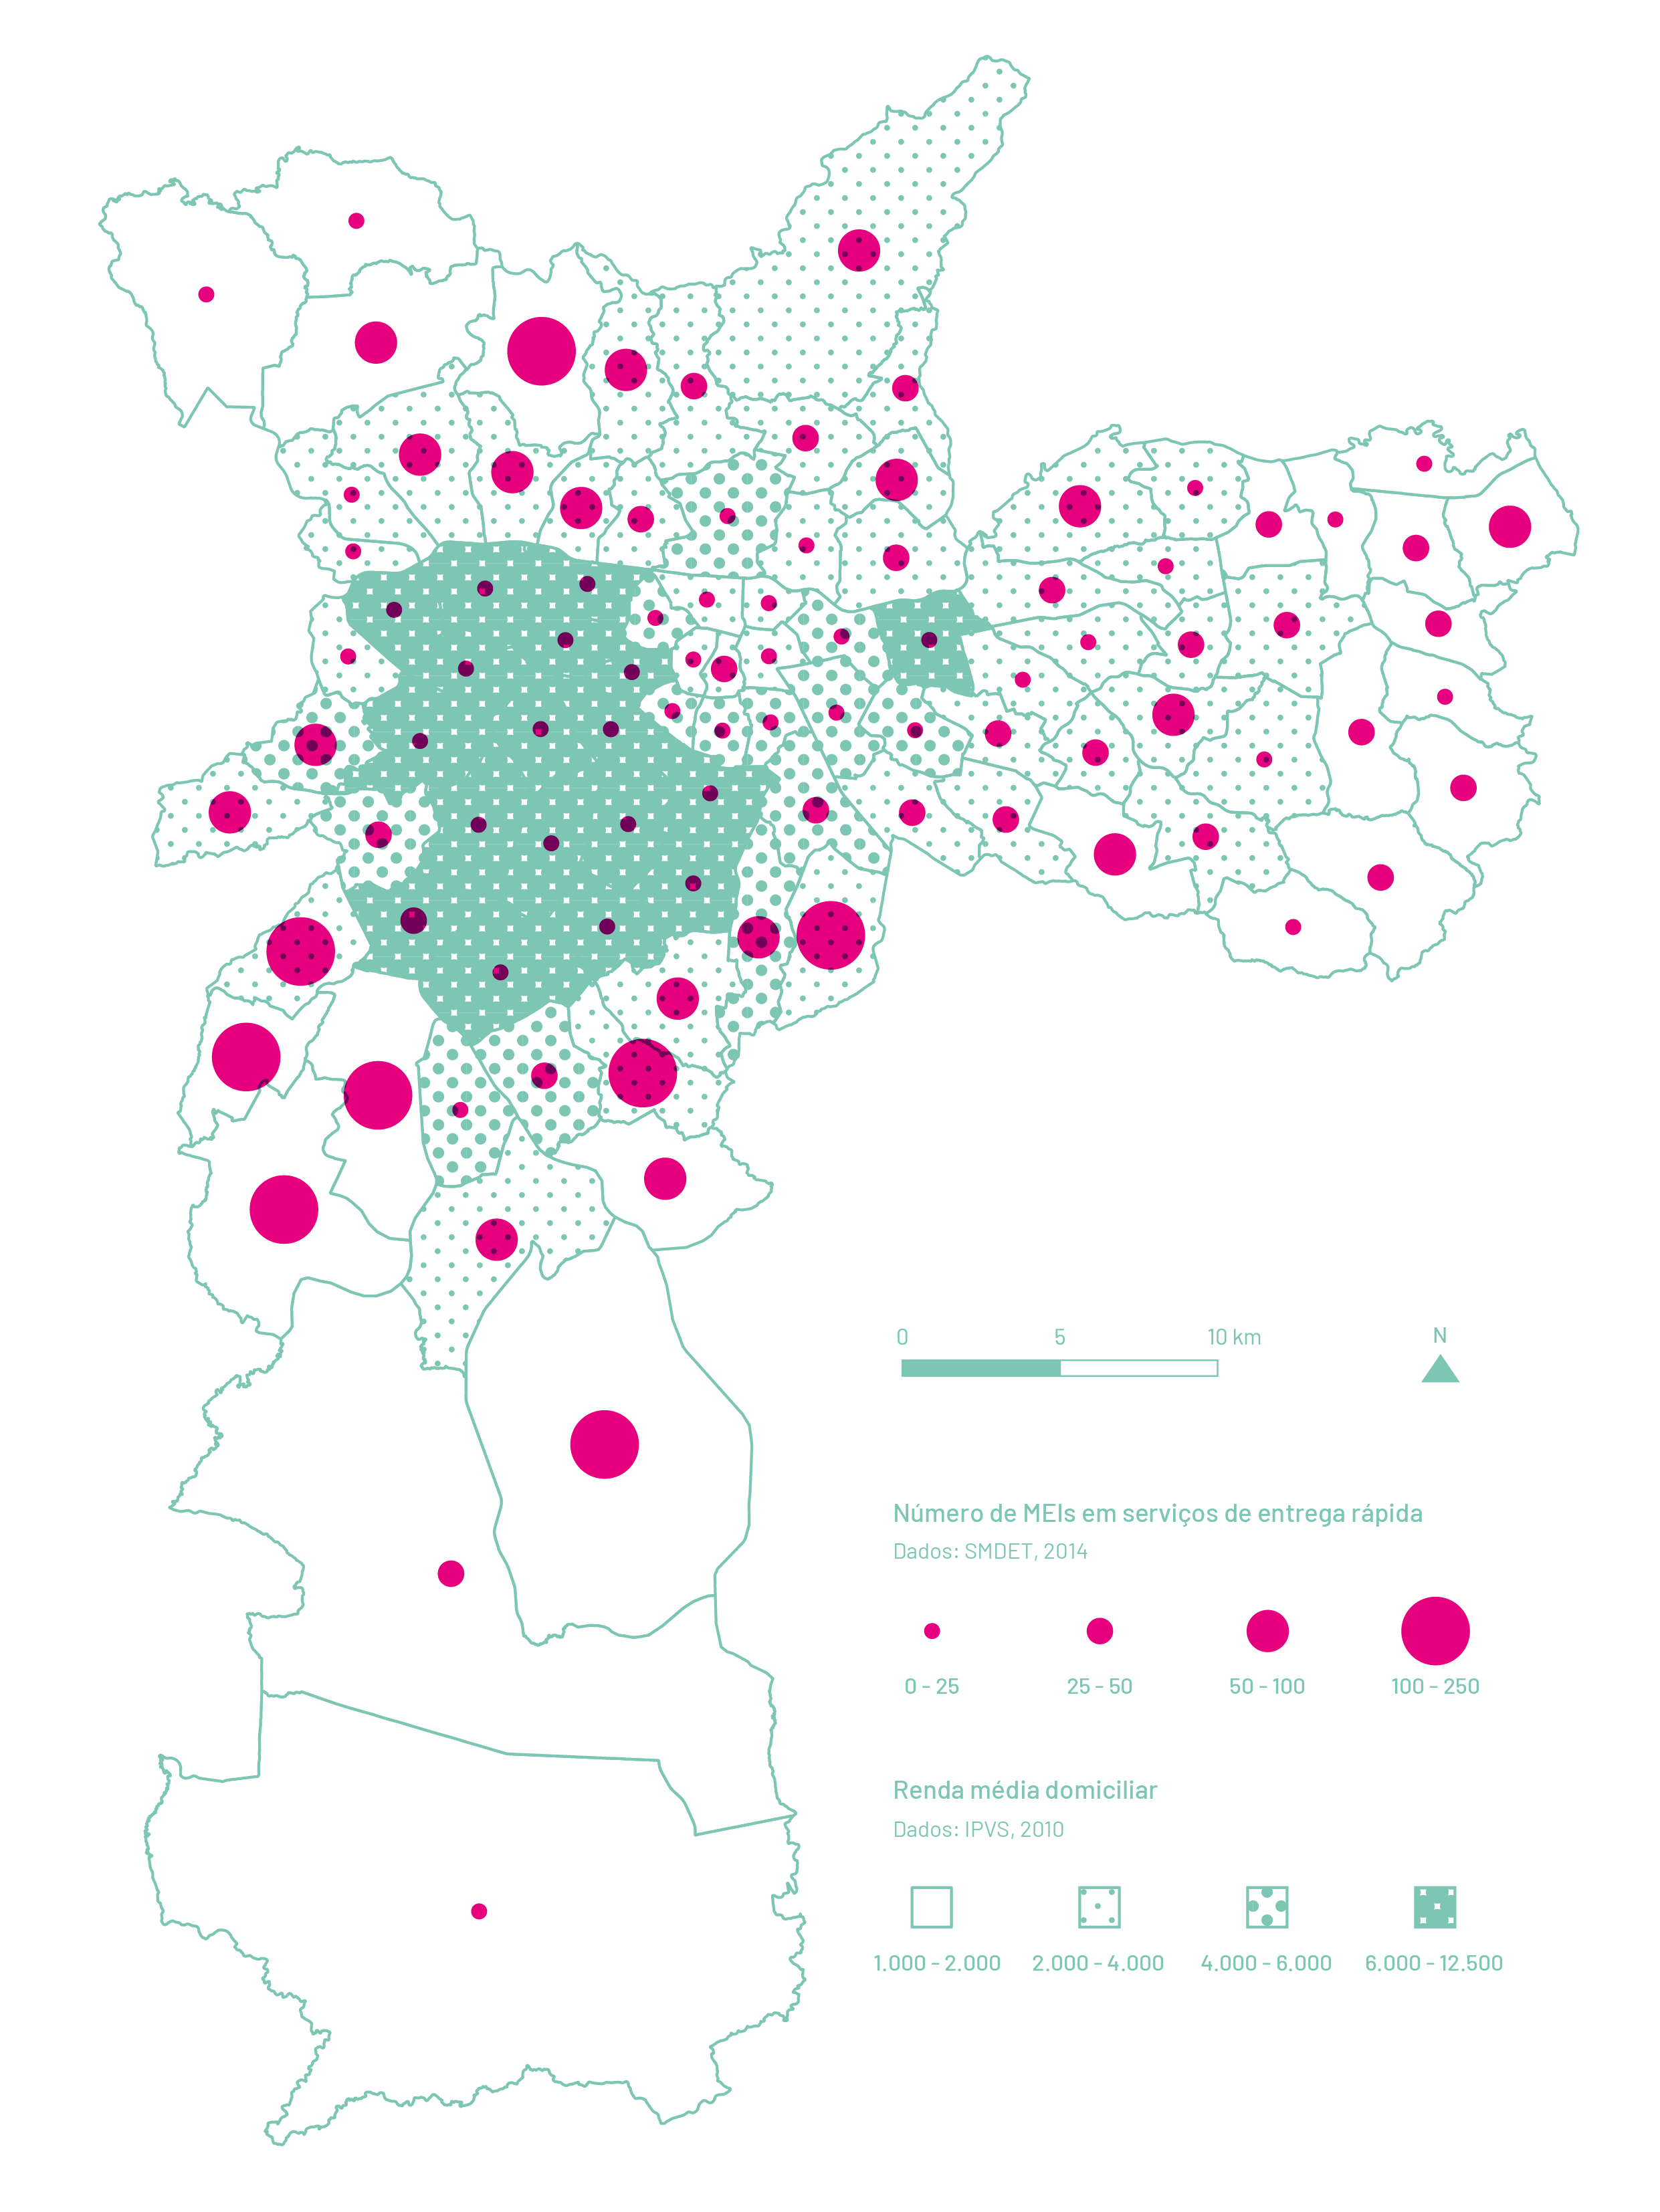 0 5 10 km N
Número de MEIs em serviços de entrega rápida
Dados: SMDET, 2014
0 - 25 25 - 50 50 - 100 100 - 250
Renda média domiciliar
Dados: IPVS, 2010
1.000 - 2.000 2.000 - 4.000 4.000 - 6.000 6.000 - 12.500